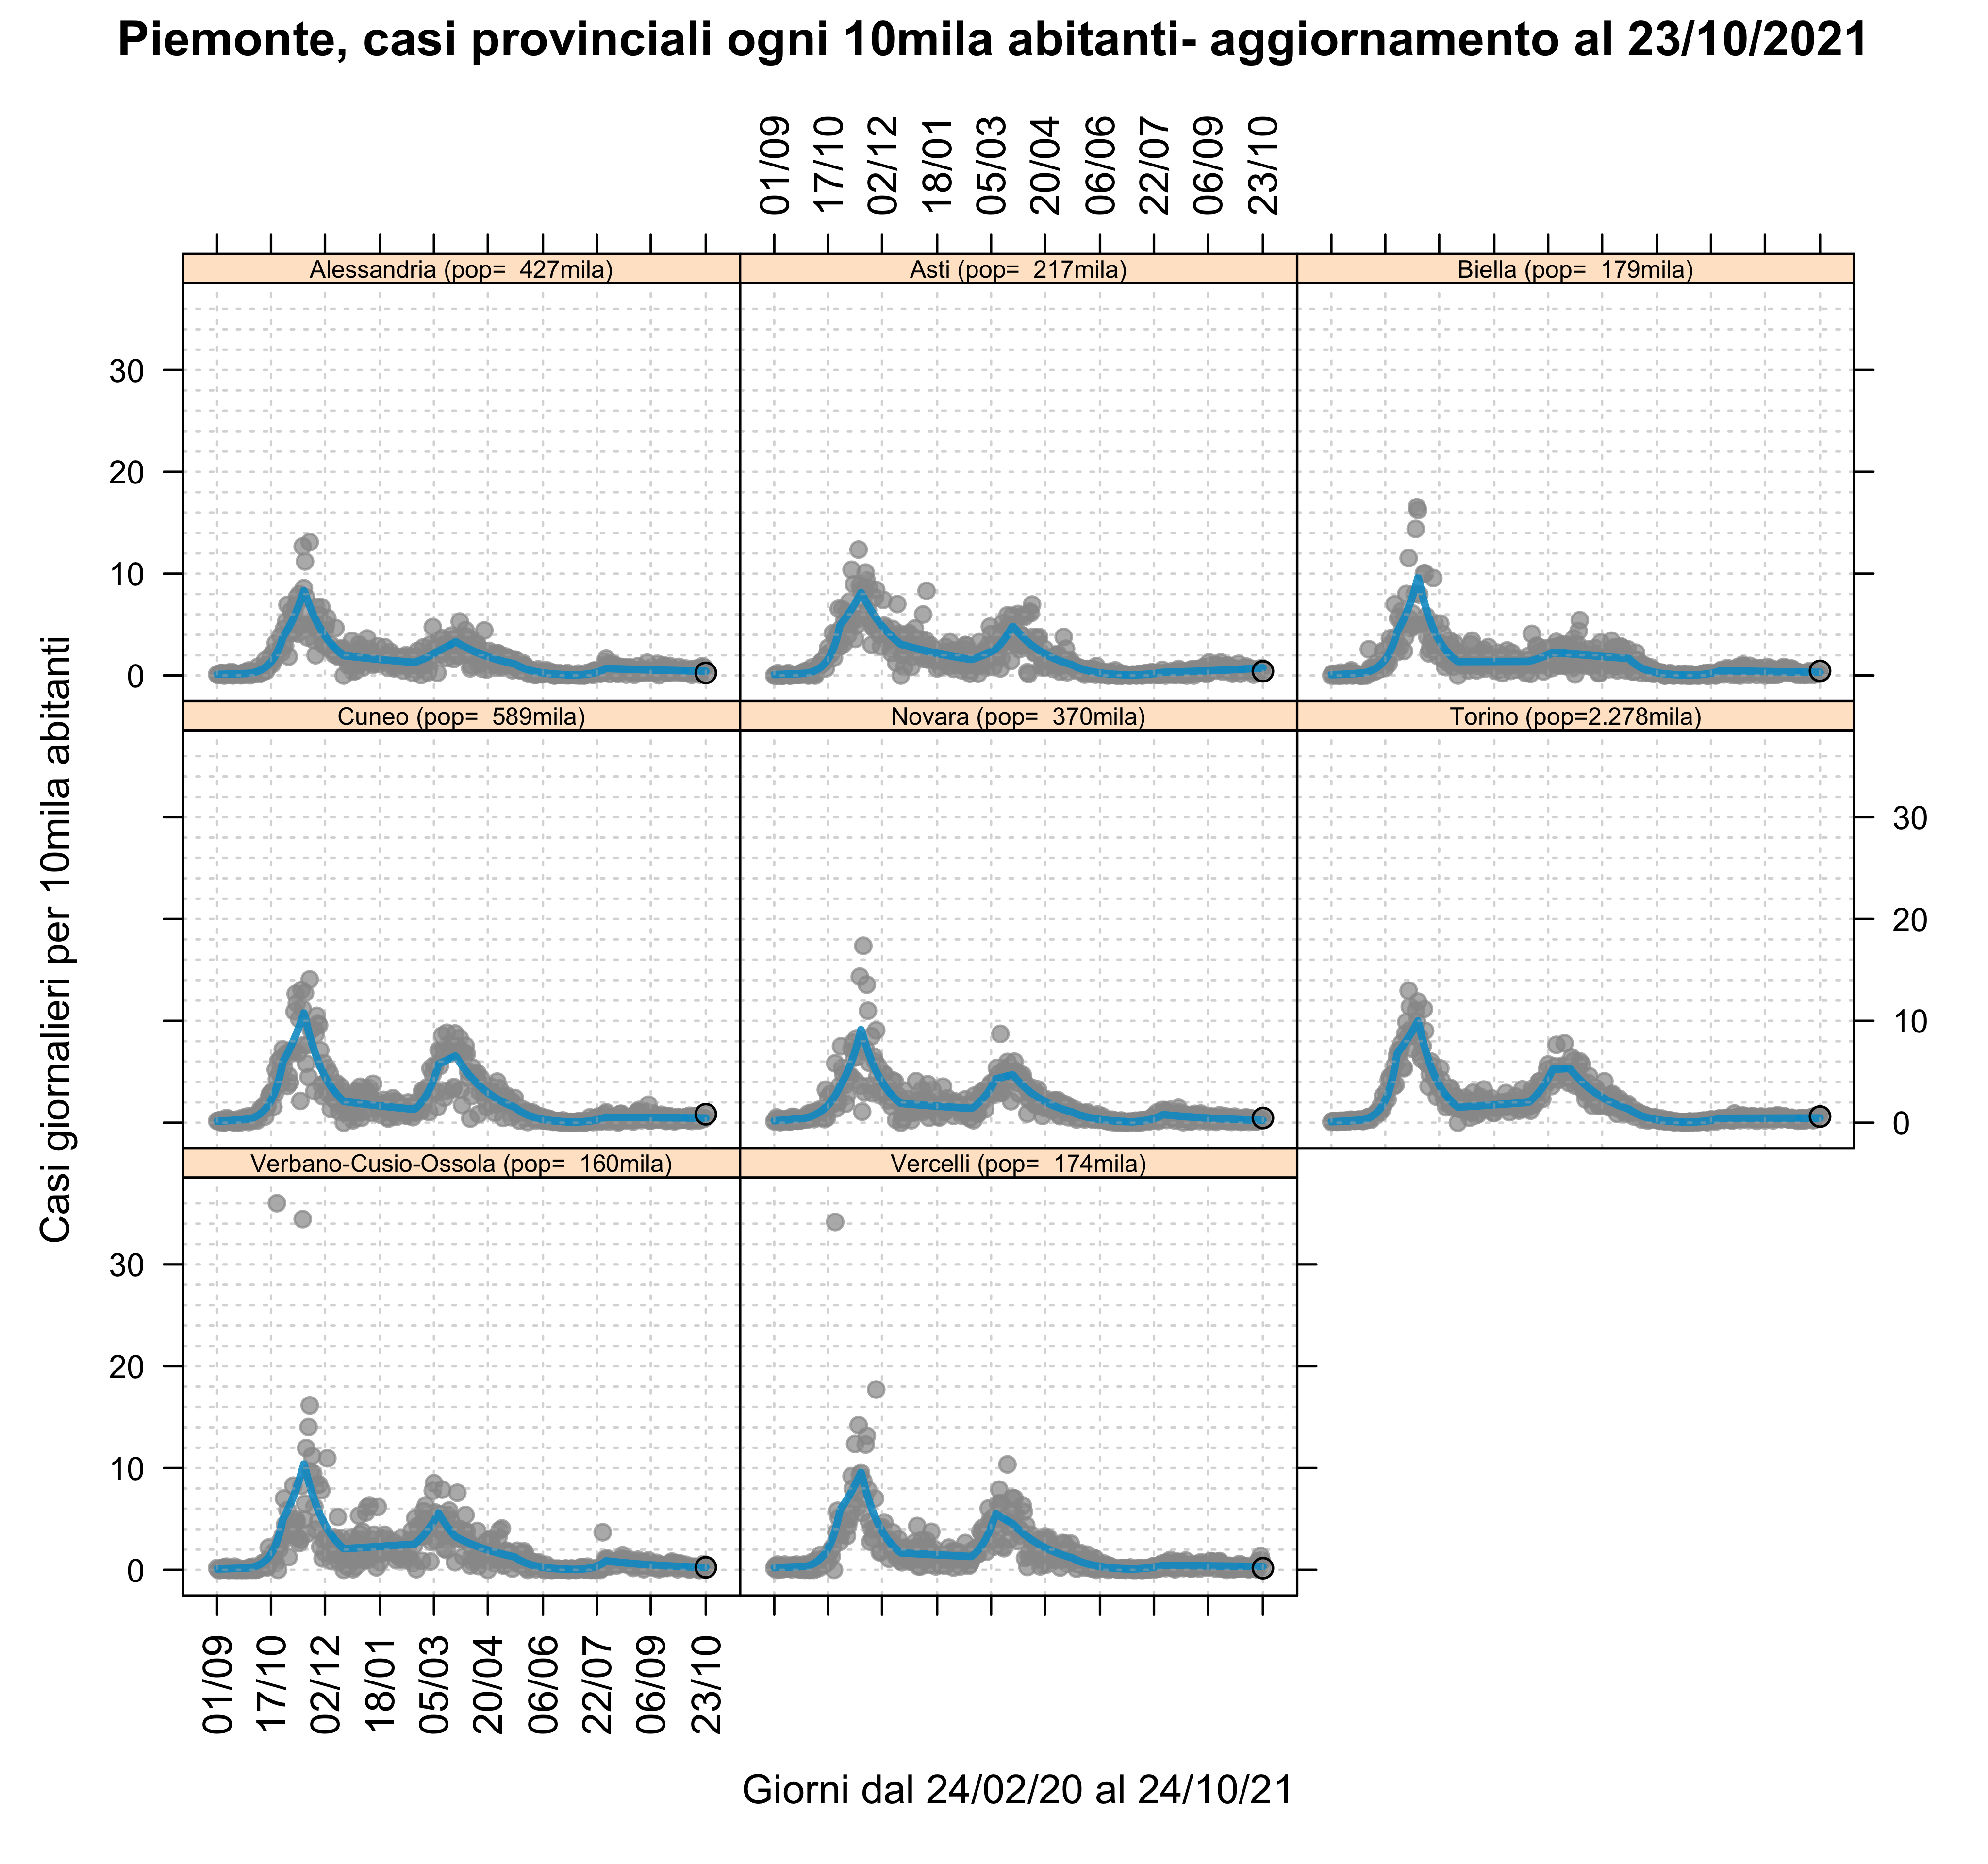 Piemonte, casi provinciali ogni 10mila abitanti- aggiornamento al 23/10/2021
01/09
17/10
02/12
18/01
05/03
20/04
06/06
22/07
06/09
23/10
Alessandria (pop=  427mila)
Asti (pop=  217mila)
Biella (pop=  179mila)
30
20
10
0
Cuneo (pop=  589mila)
Novara (pop=  370mila)
Torino (pop=2.278mila)
30
20
10
0
Verbano-Cusio-Ossola (pop=  160mila)
Vercelli (pop=  174mila)
30
20
10
0
01/09
17/10
02/12
18/01
05/03
20/04
06/06
22/07
06/09
23/10
Casi giornalieri per 10mila abitanti
Giorni dal 24/02/20 al 24/10/21